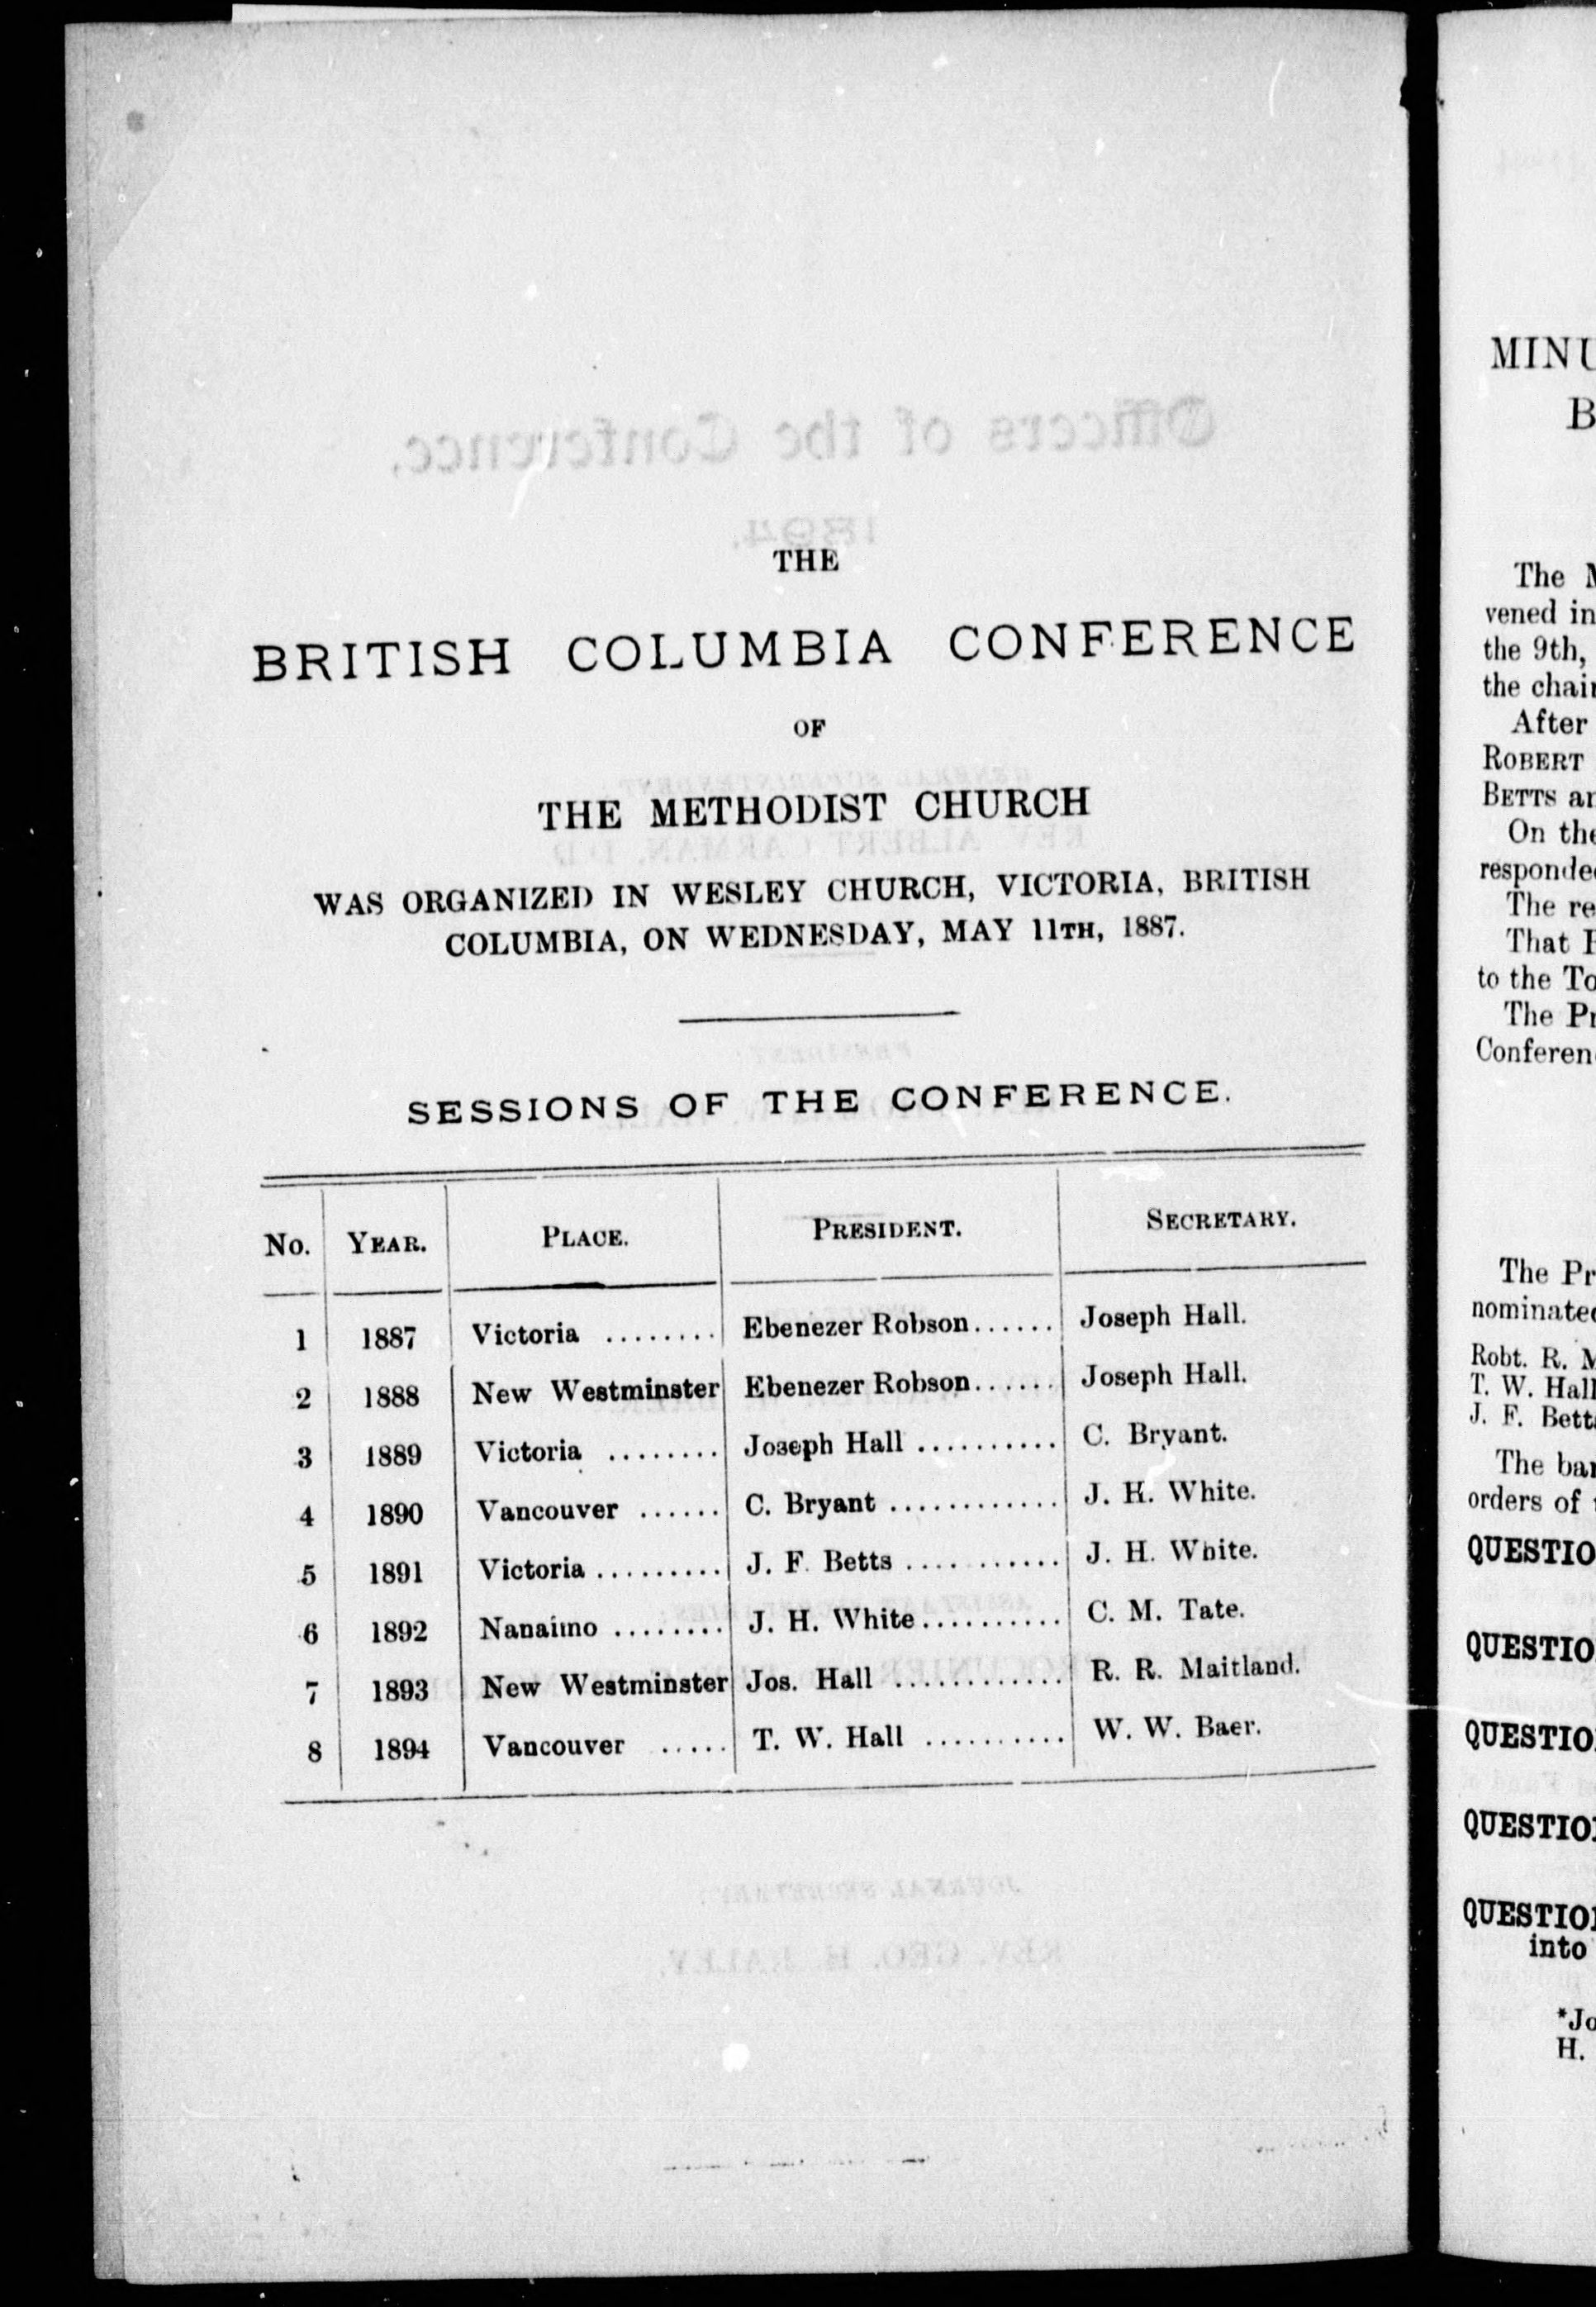 THE
BRITISH COLUMBIA CONFERENCE
OF
THE METHODIST CHURCH
WAS ORGANIZED IN WESLEY CHURCH, VICTORIA, BRITISH
COLUMBIA, ON WEDNESDAY, MAY 11TH, 1887.
SESSIONS OF THE CONFERENCE.
No. YEAR. PLACE. PRESIDENT. SECRETARY.
1 1887 Victoria ........ Ebenezer Robson...... Joseph Hall.
2 1888 New Westminster Ebenezer Robson...... Joseph Hall.
3 1889 Victoria ........ Joseph Hall .......... C. Bryant.
4 1890 Vancouver ...... C. Bryant ............ J. H. White.
5 1891 Victoria ......... J. F. Betts .... ....... J. H. White.
6 1892 Nanaimo ........ J. H. White.......... C. M. Tate.
7 1893 New Westminster Jos. Hall ............ R. R. Maitland.
8 1894 Vancouver ..... T. W. Hall .......... W. W. Baer.
MINU
B
The M
vened in
the 9th,
the chair
After
ROBERT
BETTS an
On the
responded
The re
That
to the To
The Pr
Conferen
The Pr
nominated
Robt. R. M
T. W. Hall
J. F. Betts
The bar
orders of
QUESTIO
QUESTIO
QUESTIO
QUESTIO
QUESTIO
into
*Jo
H.